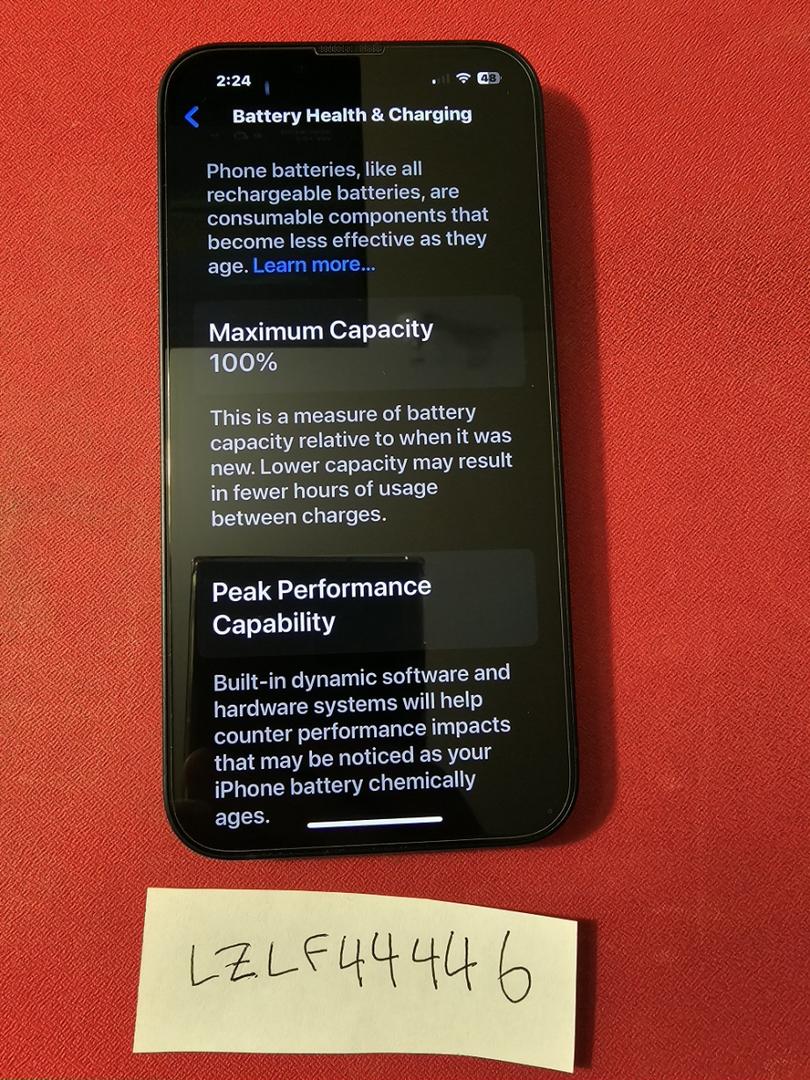 2:24
48
Battery Health & Charging
Phone batteries, like all
rechargeable batteries, are
consumable components that
become less effective as they
age. Learn more...
Maximum Capacity
100%
This is a measure of battery
capacity relative to when it was
new. Lower capacity may result
in fewer hours of usage
between charges.
Peak Performance
Capability
Built-in dynamic software and
hardware systems will help
counter performance impacts
that may be noticed as your
iPhone battery chemically
ages.
LZLF44446